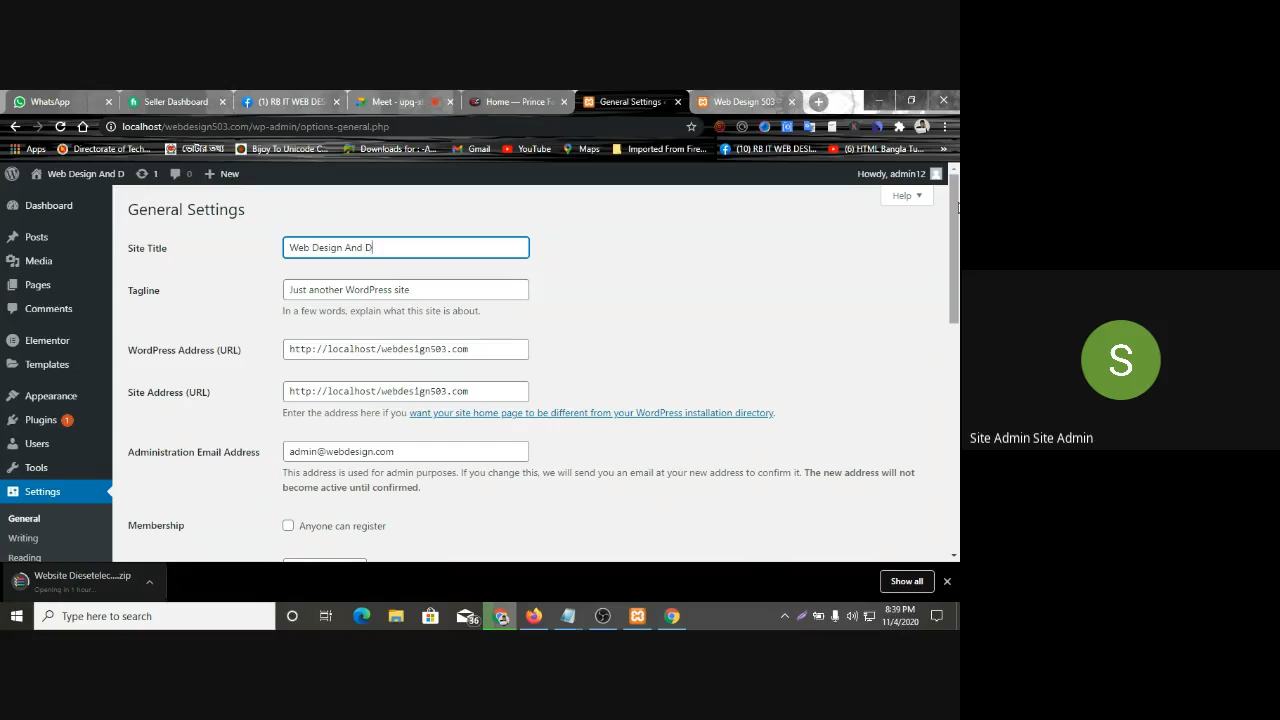 WhatsApp
Seller Dashboard
(1) RB IT WEB DES
Meet - upq-x
Home — Prince Fo
General Settings
Web Design 503
localhost/webdesign503.com/wp-admin/options-general.php
Apps
Directorate of Tech...
Bijoy To Unicode C...
Downloads for : -A...
Gmail
YouTube
Maps
Imported From Fire...
(10) RB IT WEB DESI...
(6) HTML Bangla Tu...
Web Design And D
1
0
New
Howdy, admin12
Help
Dashboard
Posts
Media
Pages
Comments
Elementor
Templates
Appearance
Plugins 1
Users
Tools
Settings
General
Writing
Reading
General Settings
Site Title
Web Design And D
Tagline
Just another WordPress site
In a few words, explain what this site is about.
WordPress Address (URL)
http://localhost/webdesign503.com
Site Address (URL)
http://localhost/webdesign503.com
Enter the address here if you want your site home page to be different from your WordPress installation directory.
Administration Email Address
admin@webdesign.com
This address is used for admin purposes. If you change this, we will send you an email at your new address to confirm it. The new address will not
become active until confirmed.
Membership
Anyone can register
Website Diesetelec....zip
Opening in 1 hour...
Show all
Type here to search
36
8:39 PM
11/4/2020
S
Site Admin Site Admin